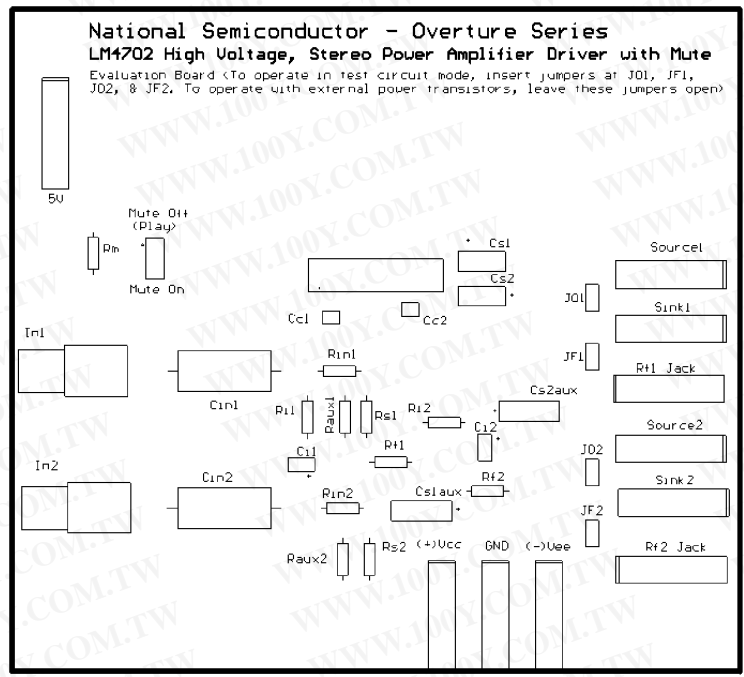 National Semiconductor - Overture Series
LM4702 High Voltage, Stereo Power Amplifier Driver with Mute
Evaluation Board (To operate in test circuit mode, insert jumpers at JO1, JF1,
JO2, & JF2. To operate with external power transistors, leave these jumpers open)
5V
Mute Off
(Play)
Rm
Mute On
Cs1
Cs2
Source1
JO1
Cc1
Cc2
Sink1
In1
Rin1
JF1
Rf1 Jack
Cin1
Ri1
Raux1
Rs1
Ri2
Cs2aux
Ci2
Source2
Ci1
Rf1
JO2
In2
Cin2
Rin2
Cs1aux
Rf2
Sink2
JF2
Raux2
Rs2
(+)Vcc
GND
(-)Vee
Rf2 Jack
WWW.100Y.COM.TW